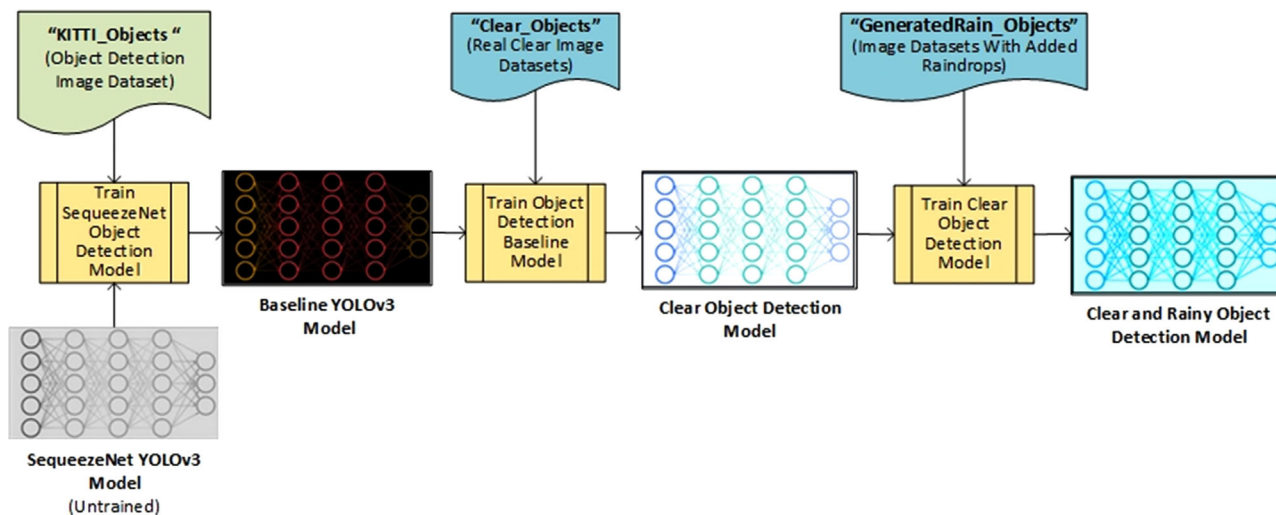 “KITTI_Objects “
(Object Detection
Image Dataset)
“Clear_Objects”
(Real Clear Image
Datasets)
“GeneratedRain_Objects”
(Image Datasets With Added
Raindrops)
Train
SequeezeNet
Object
Detection
Model
Baseline YOLOv3
Model
Train Object
Detection
Baseline
Model
Clear Object Detection
Model
Train Clear
Object
Detection
Model
Clear and Rainy Object
Detection Model
SequeezeNet YOLOv3
Model
(Untrained)